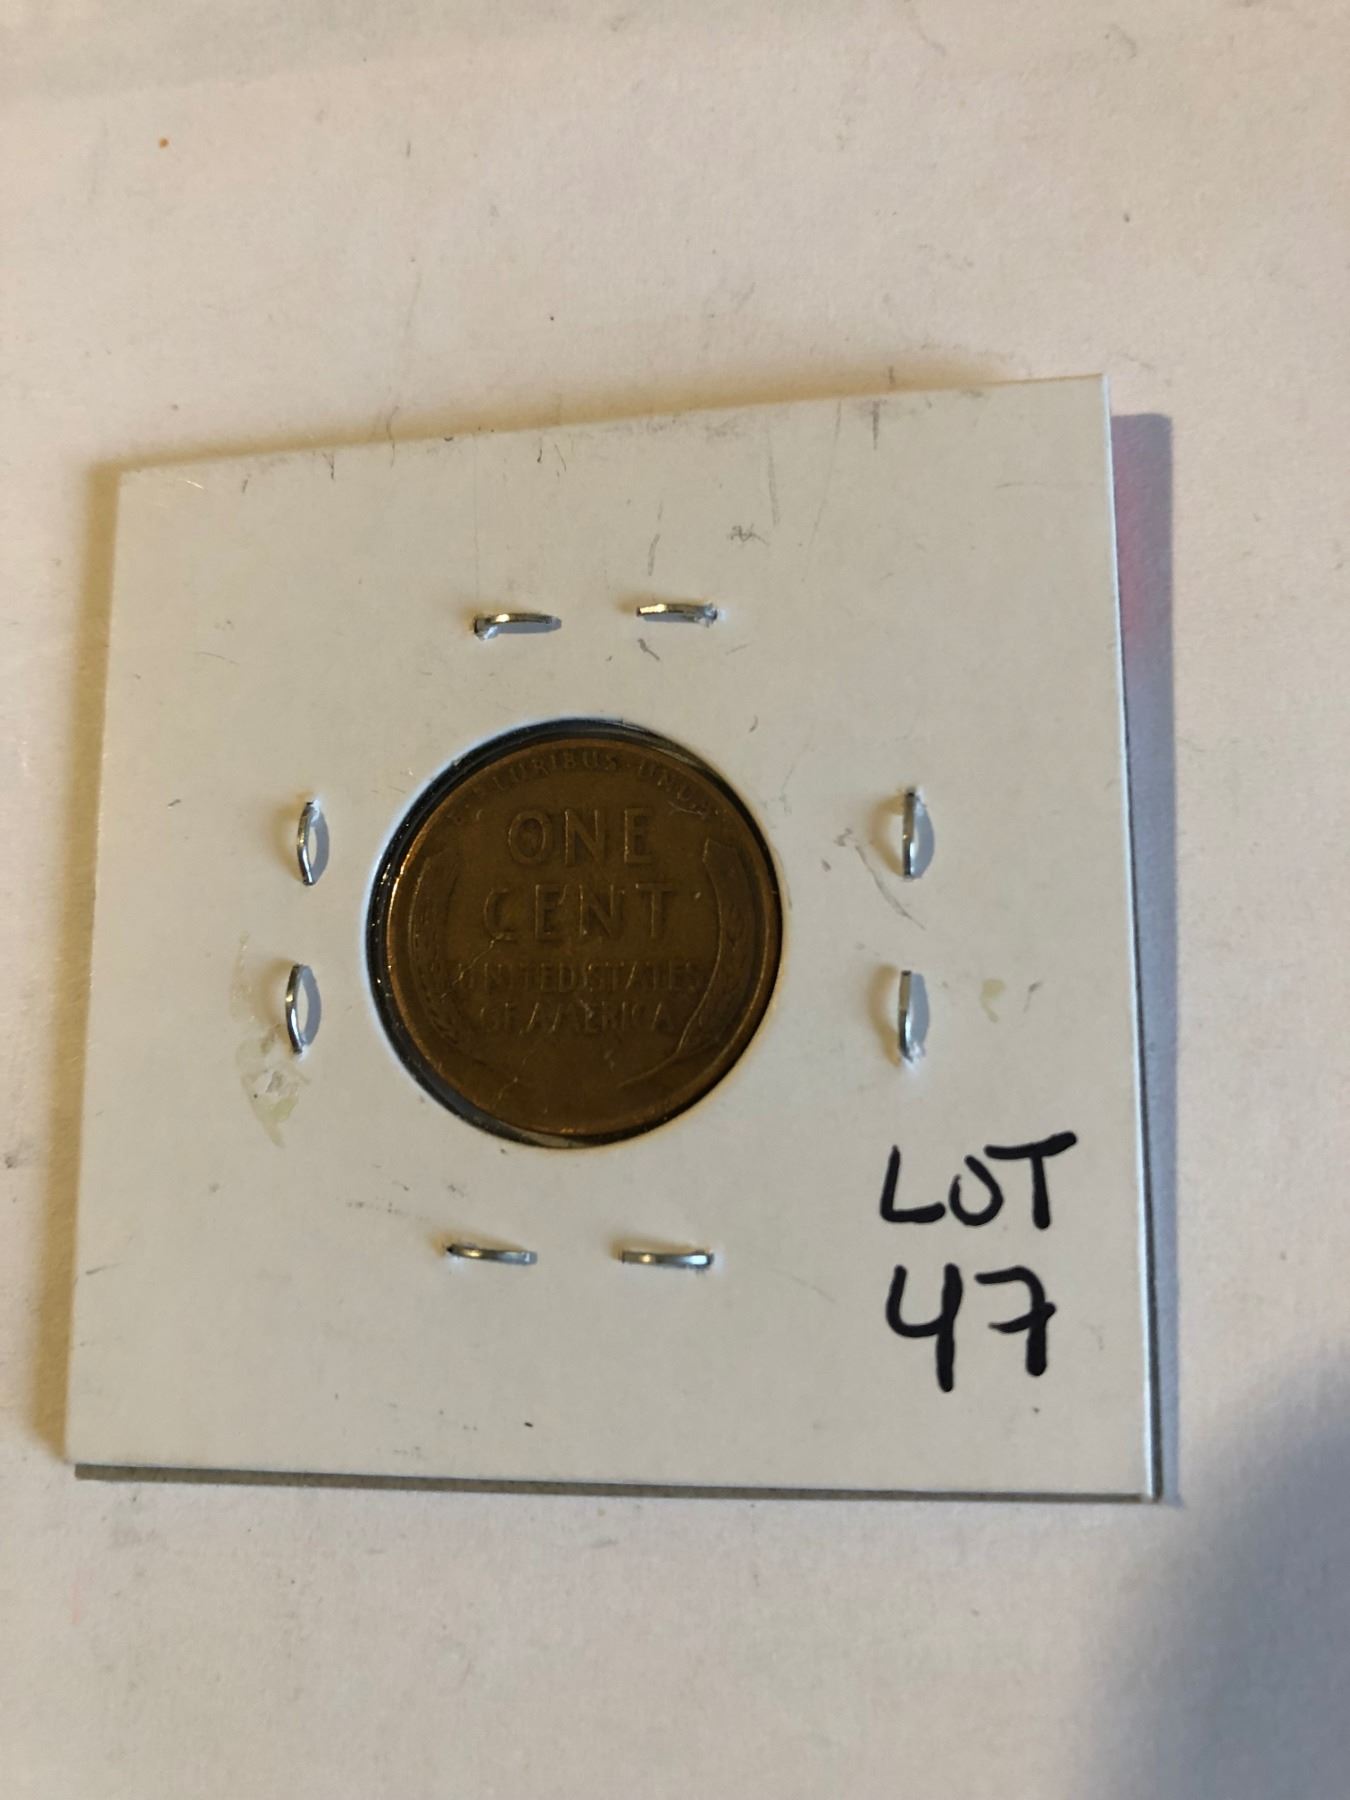 PLURIBUS UNUM
ONE
CENT
UNITED STATES
OF AMERICA
LOT
47